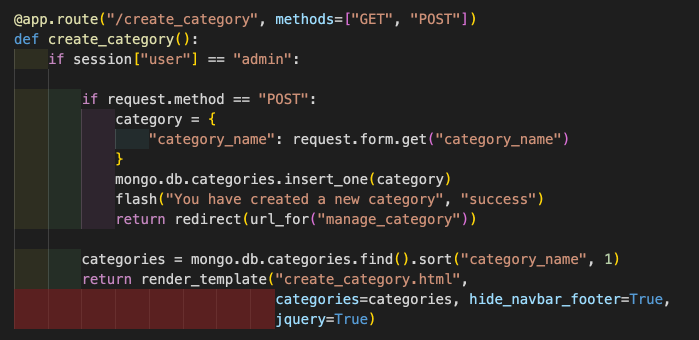 @app.route("/create_category", methods=["GET", "POST"])
def create_category():
    if session["user"] == "admin":

        if request.method == "POST":
            category = {
                "category_name": request.form.get("category_name")
            }
            mongo.db.categories.insert_one(category)
            flash("You have created a new category", "success")
            return redirect(url_for("manage_category"))

        categories = mongo.db.categories.find().sort("category_name", 1)
        return render_template("create_category.html",
                               categories=categories, hide_navbar_footer=True,
                               jquery=True)